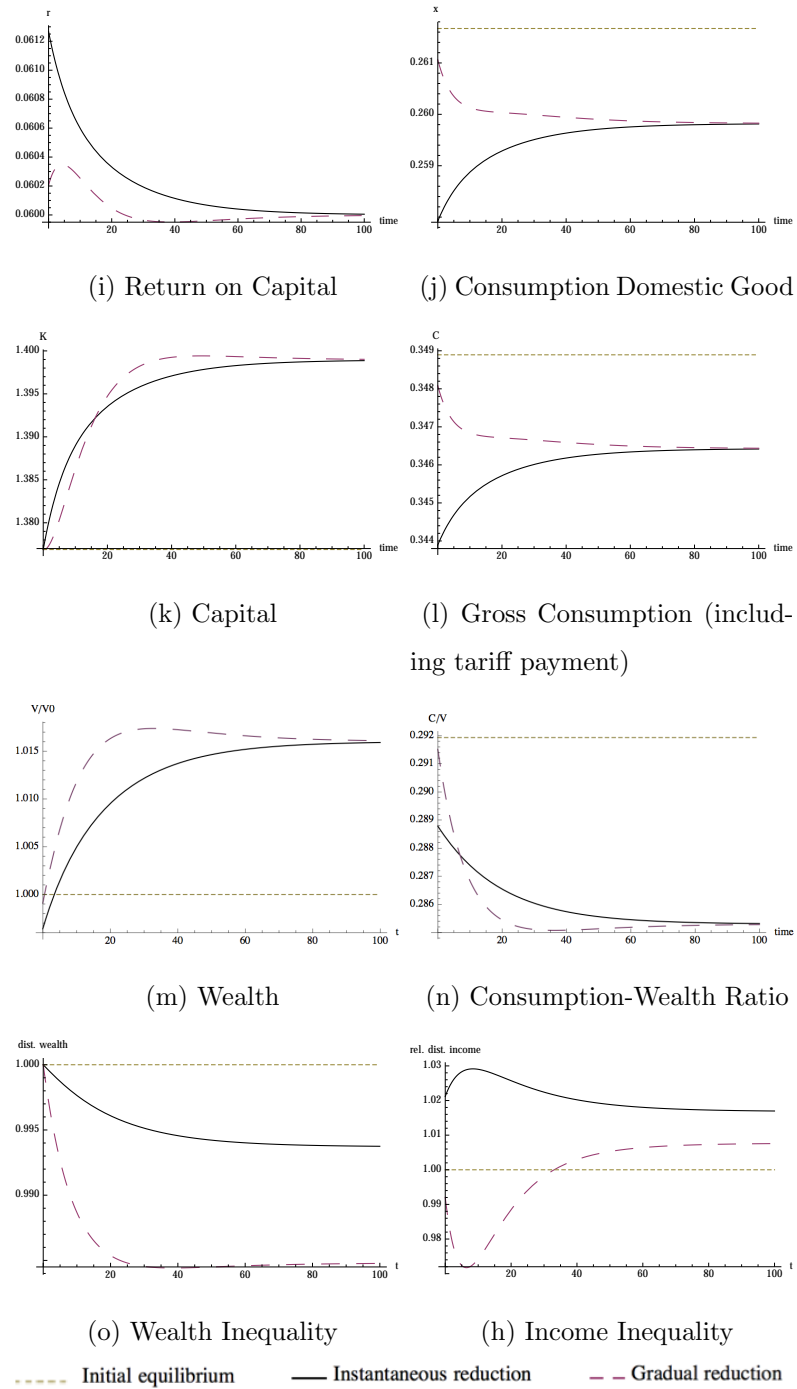 r
0.0612
0.0610
0.0608
0.0606
0.0604
0.0602
0.0600
20 40 60 80 100 time
(i) Return on Capital
x
0.261
0.260
0.259
20 40 60 80 100 time
(j) Consumption Domestic Good
K
1.400
1.395
1.390
1.385
1.380
20 40 60 80 100 time
(k) Capital
C
0.349
0.348
0.347
0.346
0.345
0.344
20 40 60 80 100 time
(l) Gross Consumption (includ-
ing tariff payment)
V/V0
1.015
1.010
1.005
1.000
20 40 60 80 100 t
(m) Wealth
C/V
0.292
0.291
0.290
0.289
0.288
0.287
0.286
20 40 60 80 100 time
(n) Consumption-Wealth Ratio
dist. wealth
1.000
0.995
0.990
20 40 60 80 100 t
(o) Wealth Inequality
rel. dist. income
1.03
1.02
1.01
1.00
0.99
0.98
20 40 60 80 100 t
(h) Income Inequality
Initial equilibrium Instantaneous reduction Gradual reduction